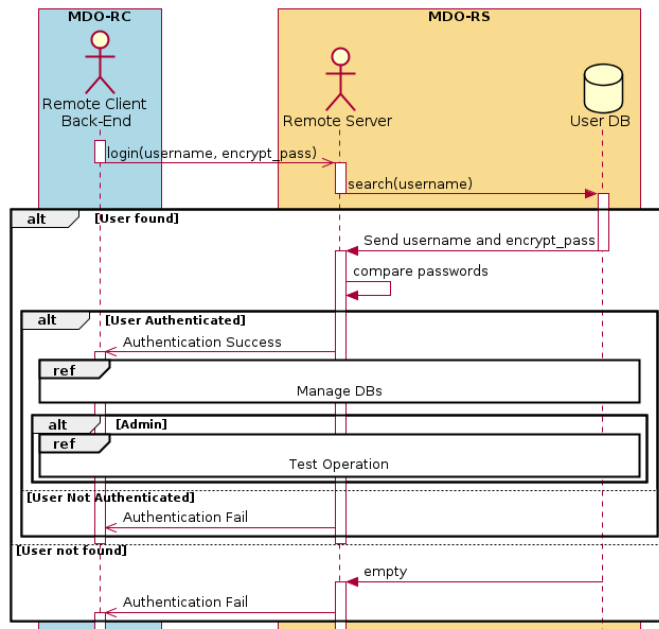 MDO-RC
MDO-RS
Remote Client
Back-End
Remote Server
User DB
login(username, encrypt_pass)
search(username)
alt [User found]
Send username and encrypt_pass
compare passwords
alt [User Authenticated]
Authentication Success
ref
Manage DBs
alt [Admin]
ref
Test Operation
[User Not Authenticated]
Authentication Fail
[User not found]
empty
Authentication Fail